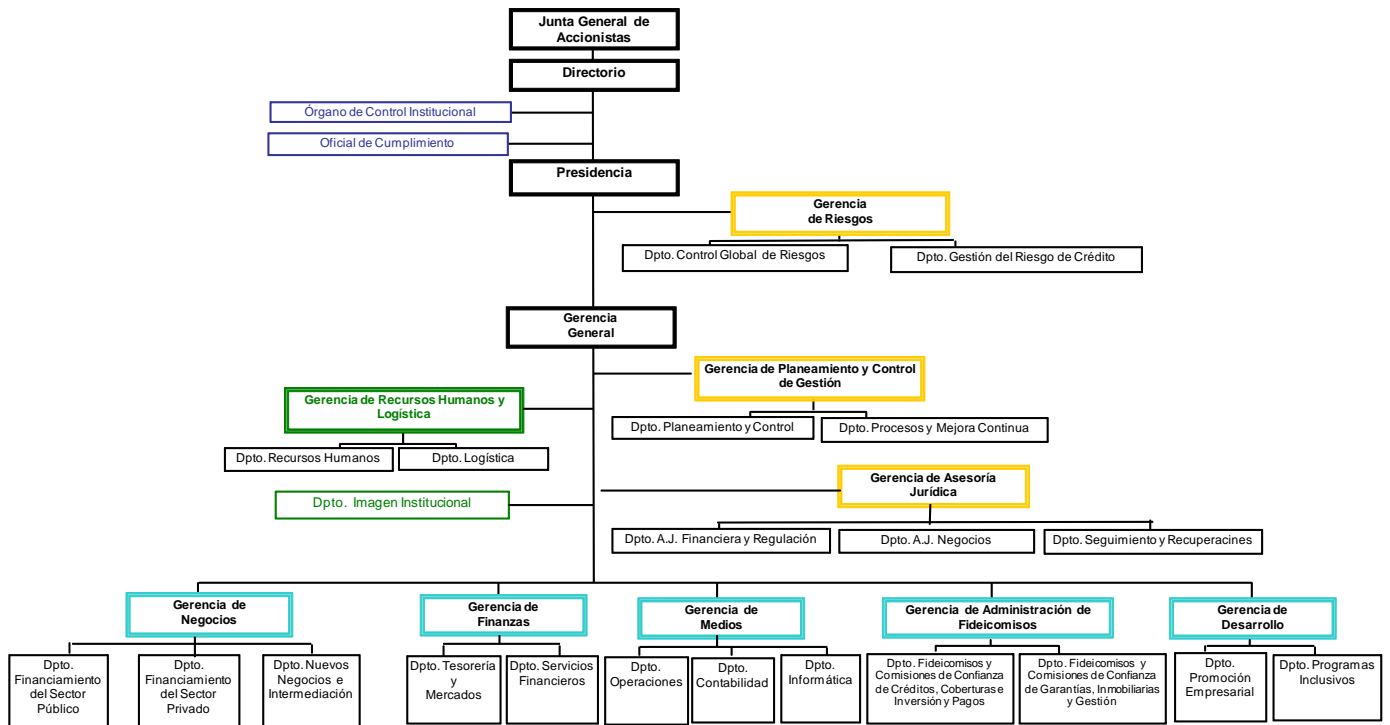 Junta General de
Accionistas
Directorio
Órgano de Control Institucional
Oficial de Cumplimiento
Presidencia
Gerencia
de Riesgos
Dpto. Control Global de Riesgos
Dpto. Gestión del Riesgo de Crédito
Gerencia
General
Gerencia de Planeamiento y Control
de Gestión
Dpto. Planeamiento y Control
Dpto. Procesos y Mejora Continua
Gerencia de Recursos Humanos y
Logística
Dpto. Recursos Humanos
Dpto. Logística
Gerencia de Asesoría
Jurídica
Dpto. Imagen Institucional
Dpto. A.J. Financiera y Regulación
Dpto. A.J. Negocios
Dpto. Seguimiento y Recuperacines
Gerencia de
Negocios
Dpto.
Financiamiento
del Sector
Público
Dpto.
Financiamiento
del Sector
Privado
Dpto. Nuevos
Negocios e
Intermediación
Gerencia de
Finanzas
Dpto. Tesorería
y
Mercados
Dpto. Servicios
Financieros
Gerencia de
Medios
Dpto.
Operaciones
Dpto.
Contabilidad
Dpto.
Informática
Gerencia de Administración de
Fideicomisos
Dpto. Fideicomisos y
Comisiones de Confianza
de Créditos, Coberturas e
Inversión y Pagos
Dpto. Fideicomisos y
Comisiones de Confianza
de Garantías, Inmobiliarias
y Gestión
Gerencia de
Desarrollo
Dpto.
Promoción
Empresarial
Dpto. Programas
Inclusivos